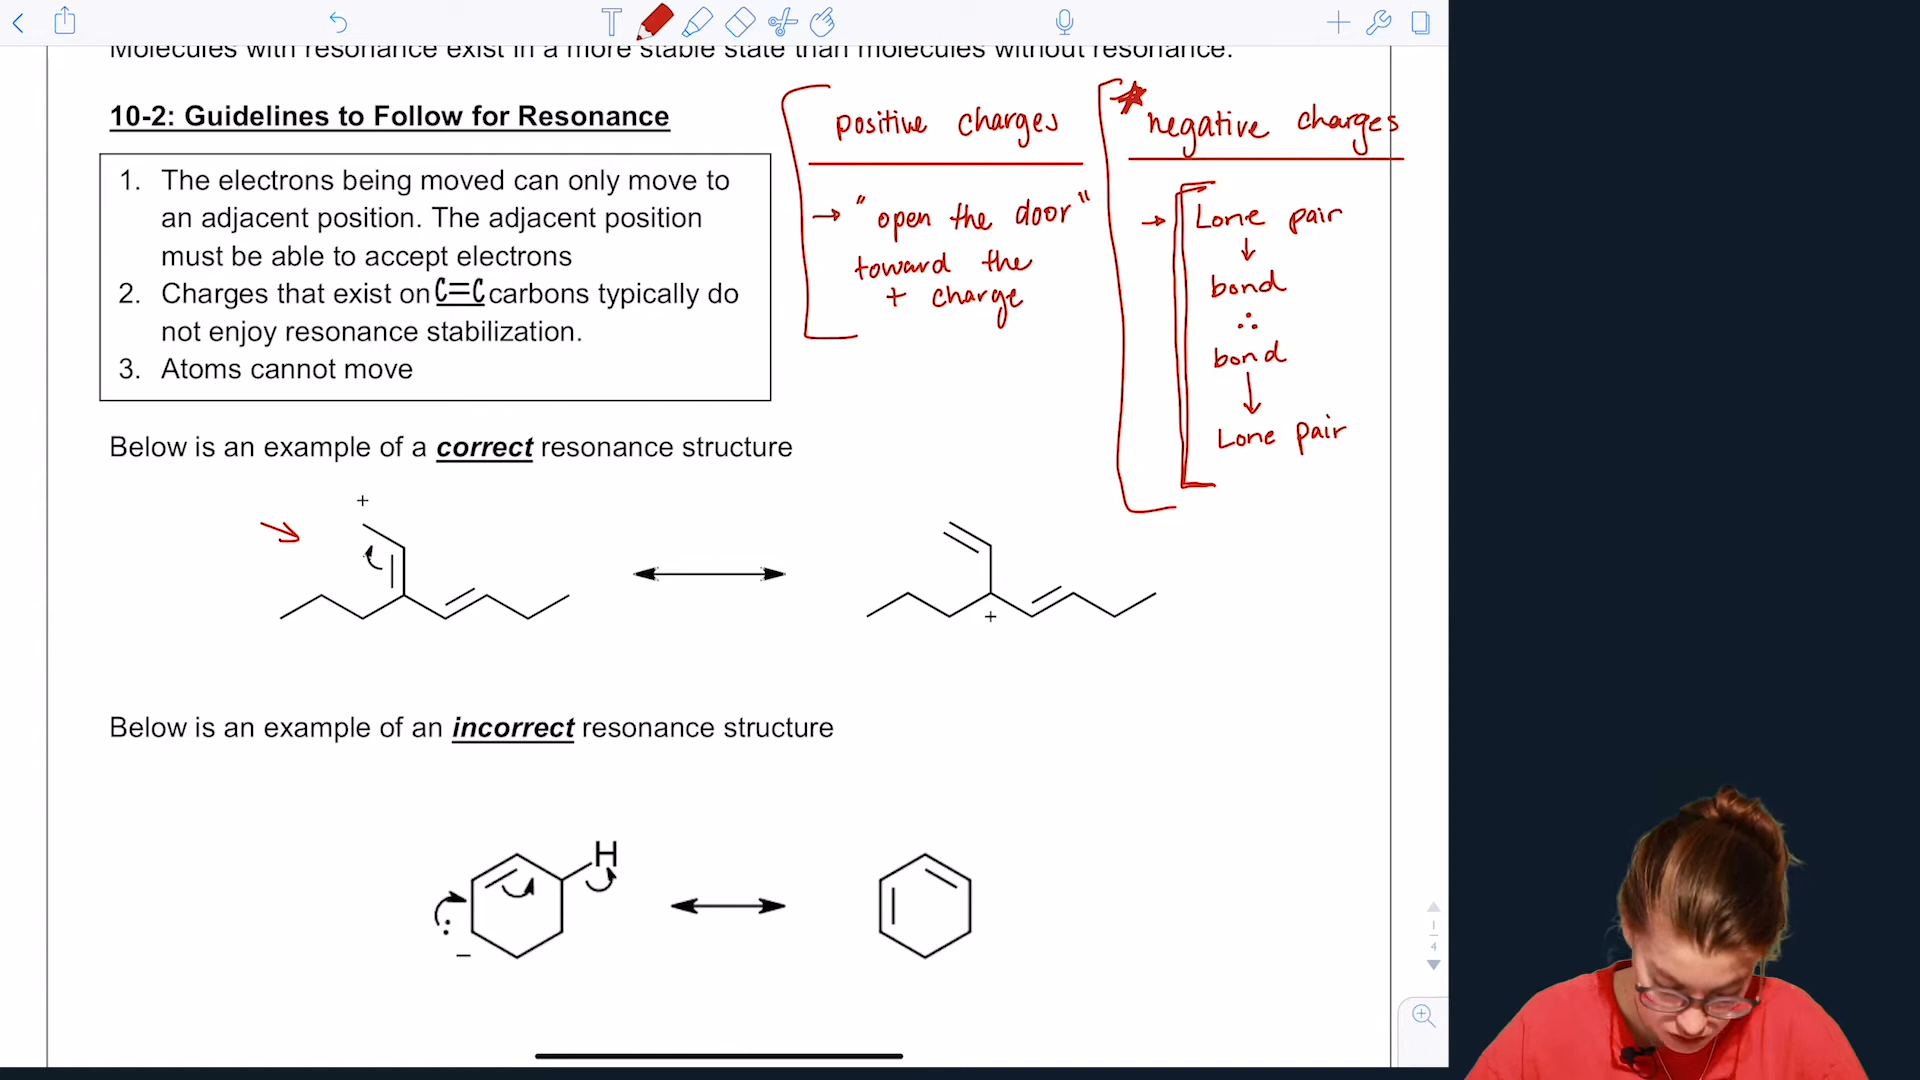 Molecules with resonance exist in a more stable state than molecules without resonance.
10-2: Guidelines to Follow for Resonance
1. The electrons being moved can only move to
an adjacent position. The adjacent position
must be able to accept electrons
2. Charges that exist on C=C carbons typically do
not enjoy resonance stabilization.
3. Atoms cannot move
positive charges
→ "open the door"
toward the
+ charge
★ negative charges
→ Lone pair
↓
bond
∴
bond
↓
Lone pair
Below is an example of a correct resonance structure
+
+
Below is an example of an incorrect resonance structure
H
:
−
1
4